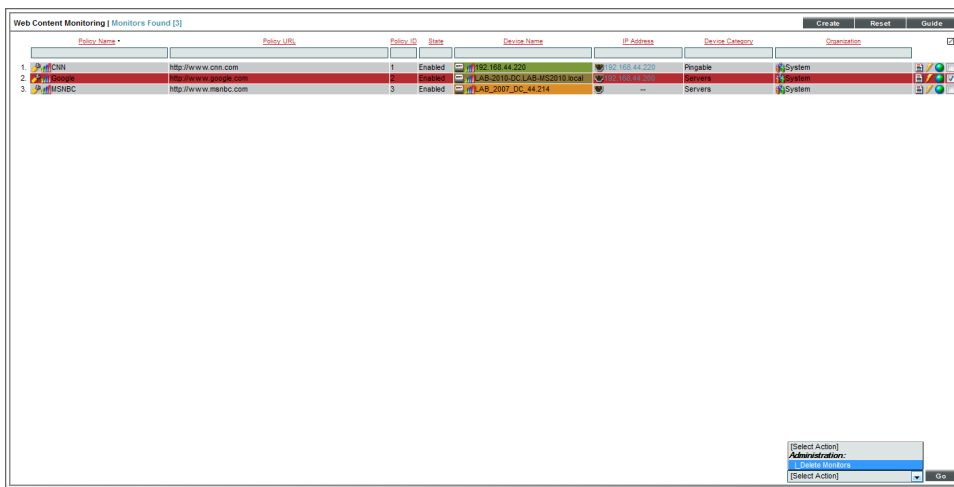 Web Content Monitoring | Monitors Found [3]
Create Reset Guide
Policy Name Policy URL Policy ID State Device Name IP Address Device Category Organization
1. CNN http://www.cnn.com 1 Enabled 192.168.44.220 192.168.44.220 Pingable System
2. Google http://www.google.com 2 Enabled LAB-2010-DC.LAB-MS2010.local System Servers
3. MSNBC http://www.msnbc.com 3 Enabled LAB_2007_DC_44.214 -- Servers System
[Select Action]
Administration:
Delete Monitors
[Select Action] Go